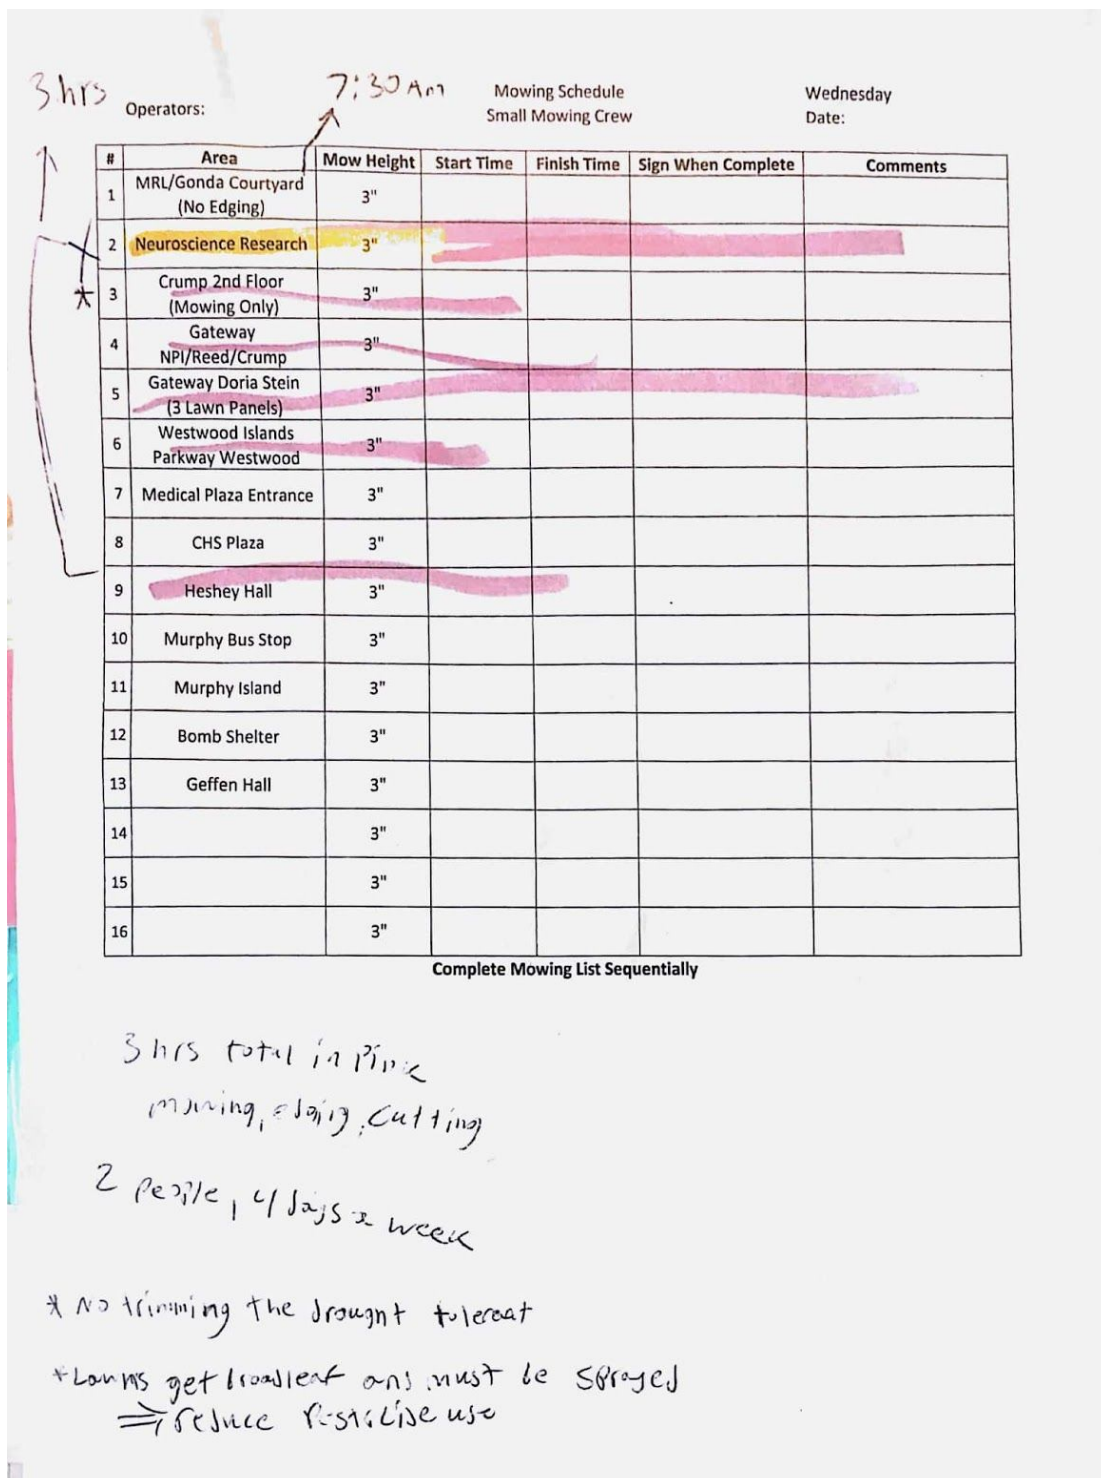 3 hrs
7:30 Am
Mowing Schedule
Small Mowing Crew
Wednesday
Operators:
Date:
# Area Mow Height Start Time Finish Time Sign When Complete Comments
1 MRL/Gonda Courtyard
(No Edging) 3"
2 Neuroscience Research 3"
* 3 Crump 2nd Floor
(Mowing Only) 3"
4 Gateway
NPI/Reed/Crump 3"
5 Gateway Doria Stein
(3 Lawn Panels) 3"
6 Westwood Islands
Parkway Westwood 3"
7 Medical Plaza Entrance 3"
8 CHS Plaza 3"
9 Heshey Hall 3"
10 Murphy Bus Stop 3"
11 Murphy Island 3"
12 Bomb Shelter 3"
13 Geffen Hall 3"
14 3"
15 3"
16 3"
Complete Mowing List Sequentially
3 hrs total in Pink
mowing, edging, cutting
2 people, 4 days a week
* No trimming the drought tolerant
* Lawns get broadleaf and must be sprayed
⇒ reduce pesticide use